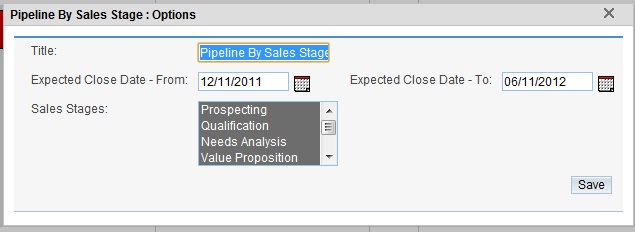 Pipeline By Sales Stage : Options
Title:
Pipeline By Sales Stage
Expected Close Date - From:
12/11/2011
Expected Close Date - To:
06/11/2012
Sales Stages:
Prospecting
Qualification
Needs Analysis
Value Proposition
Save